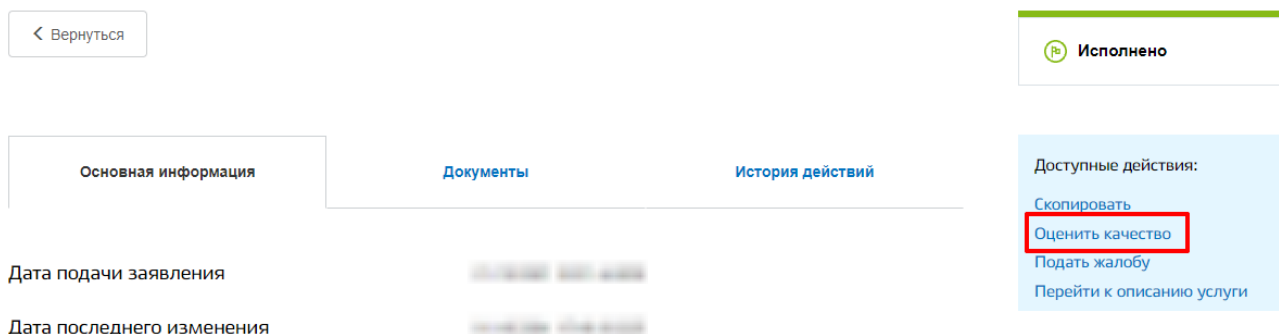 Вернуться
Исполнено
Основная информация
Документы
История действий
Доступные действия:
Скопировать
Оценить качество
Подать жалобу
Перейти к описанию услуги
Дата подачи заявления
Дата последнего изменения